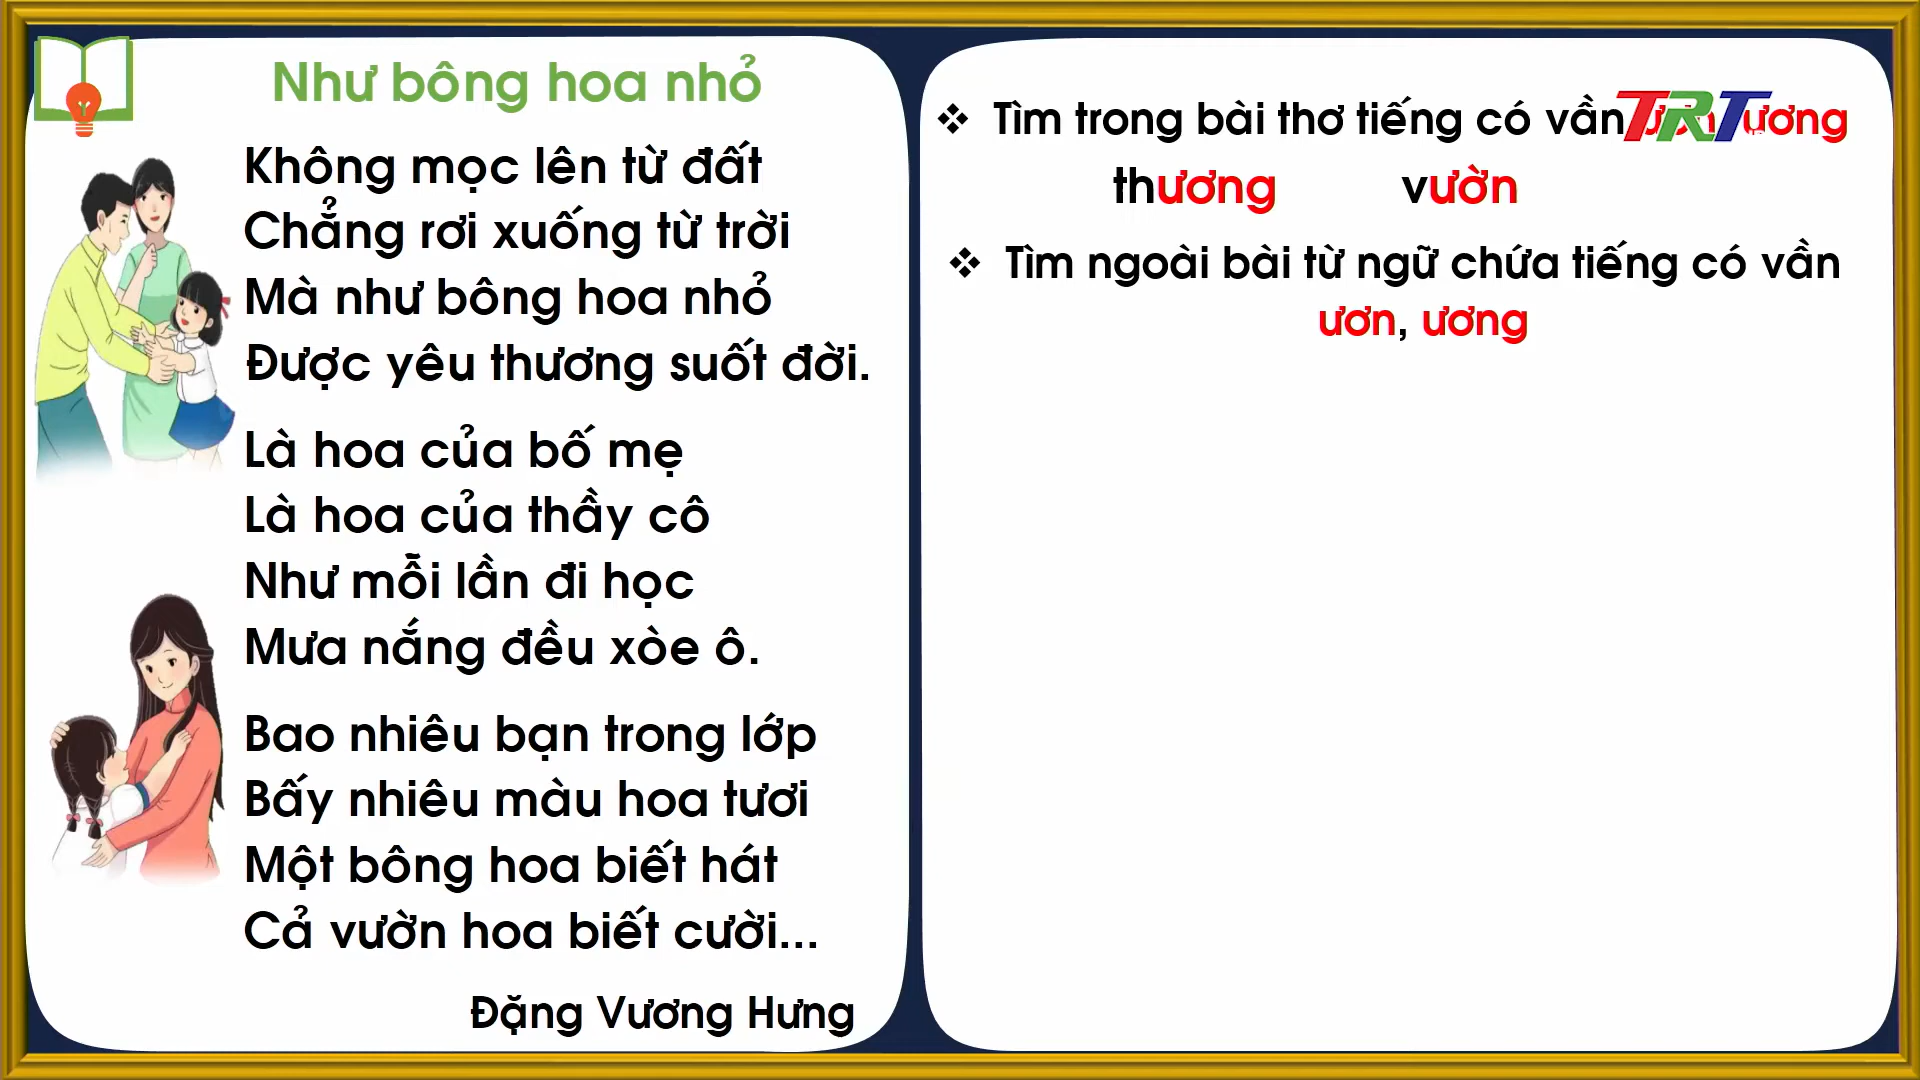 Như bông hoa nhỏ
Không mọc lên từ đất
Chẳng rơi xuống từ trời
Mà như bông hoa nhỏ
Được yêu thương suốt đời.
Là hoa của bố mẹ
Là hoa của thầy cô
Như mỗi lần đi học
Mưa nắng đều xòe ô.
Bao nhiêu bạn trong lớp
Bấy nhiêu màu hoa tươi
Một bông hoa biết hát
Cả vườn hoa biết cười...
Đặng Vương Hưng
❖ Tìm trong bài thơ tiếng có vần ương
TRT
thương vườn
❖ Tìm ngoài bài từ ngữ chứa tiếng có vần
ươn, ương